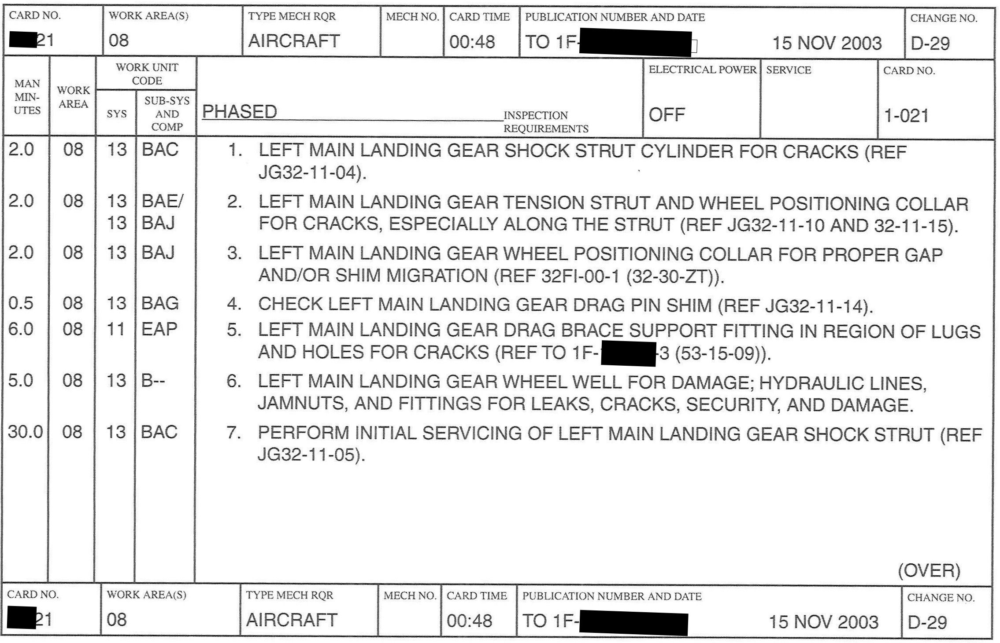 CARD NO. WORK AREA(S) TYPE MECH RQR MECH NO. CARD TIME PUBLICATION NUMBER AND DATE CHANGE NO.
21 08 AIRCRAFT 00:48 TO 1F- 15 NOV 2003 D-29
MAN MIN- UTES
WORK AREA
WORK UNIT CODE
SYS
SUB-SYS AND COMP
PHASED INSPECTION REQUIREMENTS
ELECTRICAL POWER SERVICE CARD NO.
OFF 1-021
2.0 08 13 BAC 1. LEFT MAIN LANDING GEAR SHOCK STRUT CYLINDER FOR CRACKS (REF
JG32-11-04).
2.0 08 13 BAE/ 2. LEFT MAIN LANDING GEAR TENSION STRUT AND WHEEL POSITIONING COLLAR
13 BAJ FOR CRACKS, ESPECIALLY ALONG THE STRUT (REF JG32-11-10 AND 32-11-15).
2.0 08 13 BAJ 3. LEFT MAIN LANDING GEAR WHEEL POSITIONING COLLAR FOR PROPER GAP
AND/OR SHIM MIGRATION (REF 32FI-00-1 (32-30-ZT)).
0.5 08 13 BAG 4. CHECK LEFT MAIN LANDING GEAR DRAG PIN SHIM (REF JG32-11-14).
6.0 08 11 EAP 5. LEFT MAIN LANDING GEAR DRAG BRACE SUPPORT FITTING IN REGION OF LUGS
AND HOLES FOR CRACKS (REF TO 1F- -3 (53-15-09)).
5.0 08 13 B-- 6. LEFT MAIN LANDING GEAR WHEEL WELL FOR DAMAGE; HYDRAULIC LINES,
JAMNUTS, AND FITTINGS FOR LEAKS, CRACKS, SECURITY, AND DAMAGE.
30.0 08 13 BAC 7. PERFORM INITIAL SERVICING OF LEFT MAIN LANDING GEAR SHOCK STRUT (REF
JG32-11-05).
(OVER)
CARD NO. WORK AREA(S) TYPE MECH RQR MECH NO. CARD TIME PUBLICATION NUMBER AND DATE CHANGE NO.
21 08 AIRCRAFT 00:48 TO 1F- 15 NOV 2003 D-29